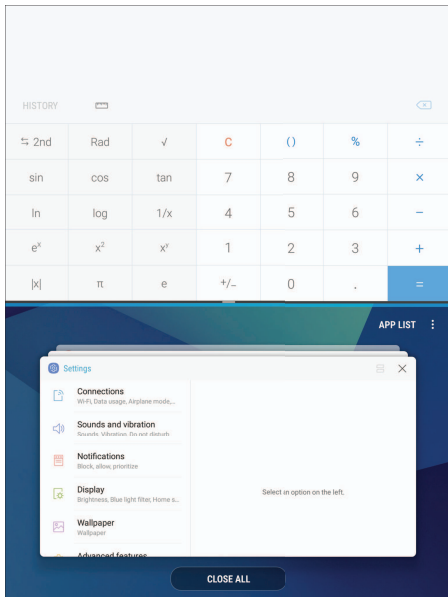 HISTORY
⇆ 2nd Rad √ C () % ÷
sin cos tan 7 8 9 ×
ln log 1/x 4 5 6 −
eˣ x² xʸ 1 2 3 +
|x| π e +/− 0 . =
APP LIST
Settings
Connections
Wi-Fi, Data usage, Airplane mode,...
Sounds and vibration
Sounds, Vibration, Do not disturb
Notifications
Block, allow, prioritize
Display
Brightness, Blue light filter, Home s...
Wallpaper
Wallpaper
Advanced features
Select in option on the left.
CLOSE ALL